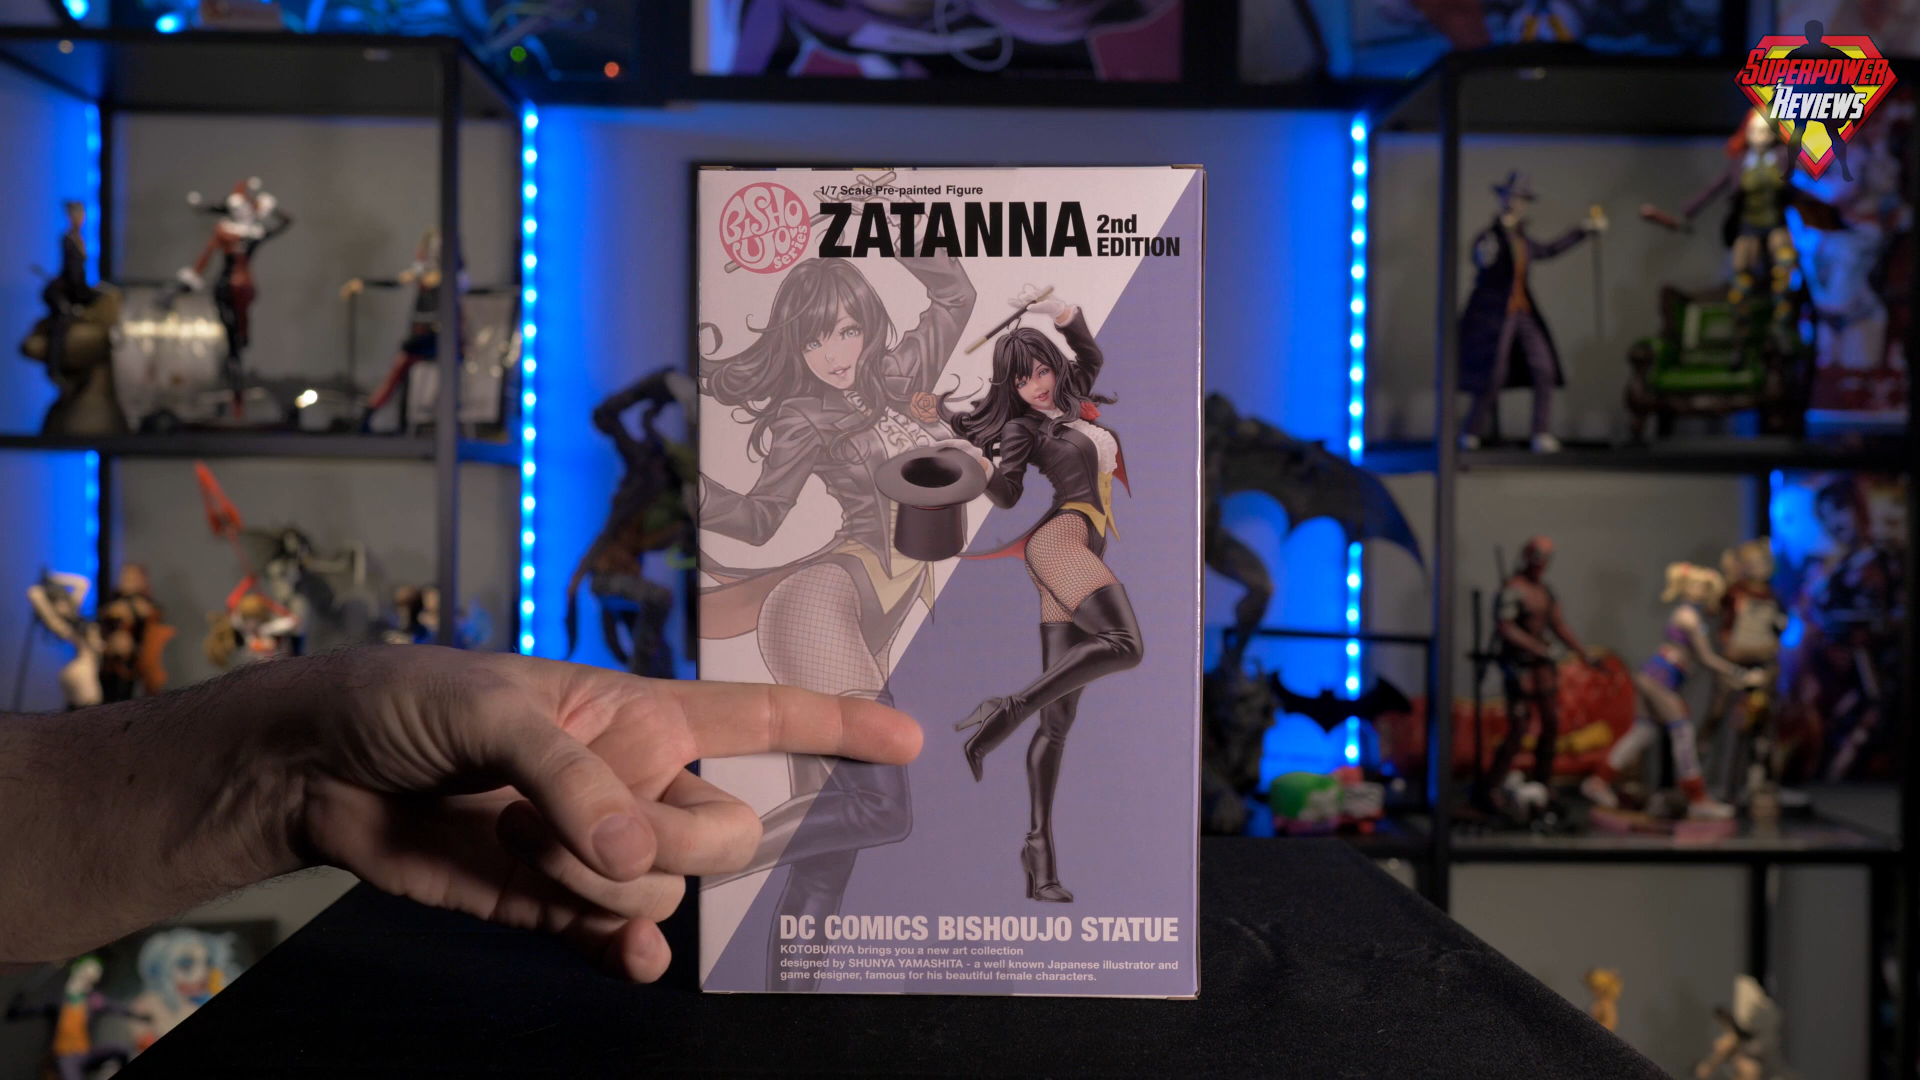 SUPERPOWER
REVIEWS
BISHOUJO series
1/7 Scale Pre-painted Figure
ZATANNA 2nd
EDITION
DC COMICS BISHOUJO STATUE
KOTOBUKIYA brings you a new art collection
designed by SHUNYA YAMASHITA - a well known Japanese illustrator and
game designer, famous for his beautiful female characters.